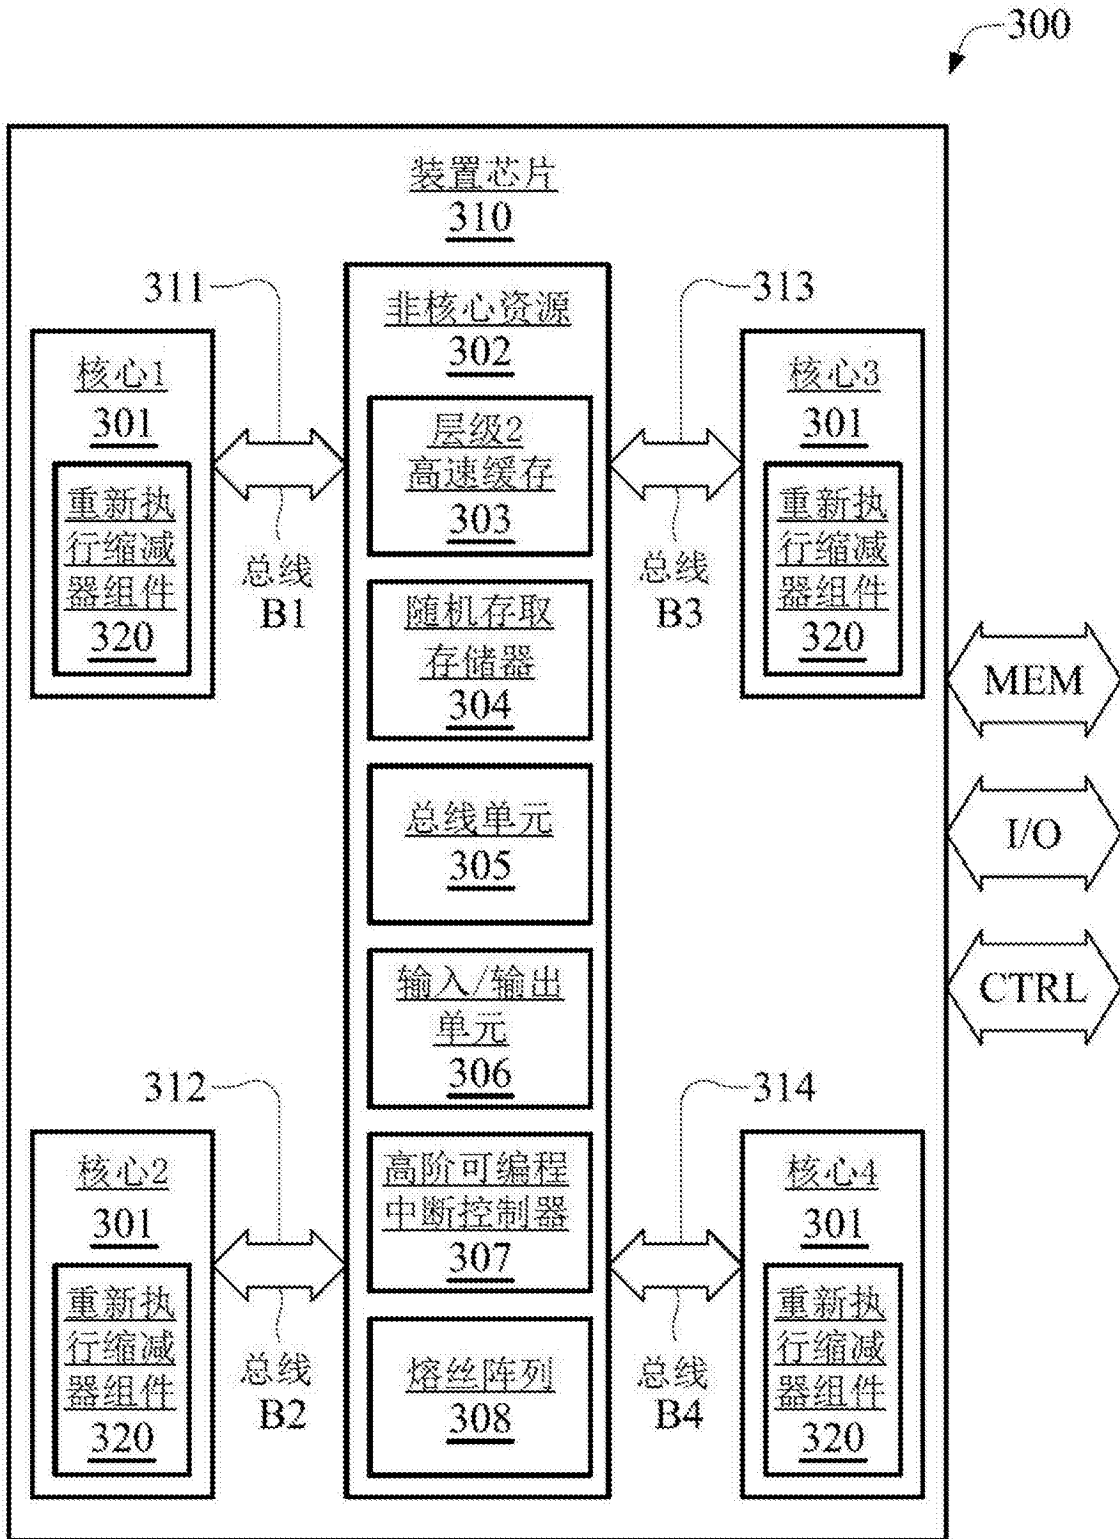 300
装置芯片
310
311
313
非核心资源
302
核心1
301
重新执
行缩减
器组件
320
总线
B1
层级2
高速缓存
303
总线
B3
核心3
301
重新执
行缩减
器组件
320
随机存取
存储器
304
总线单元
305
输入/输出
单元
306
MEM
I/O
CTRL
312
314
核心2
301
重新执
行缩减
器组件
320
总线
B2
高阶可编程
中断控制器
307
熔丝阵列
308
总线
B4
核心4
301
重新执
行缩减
器组件
320